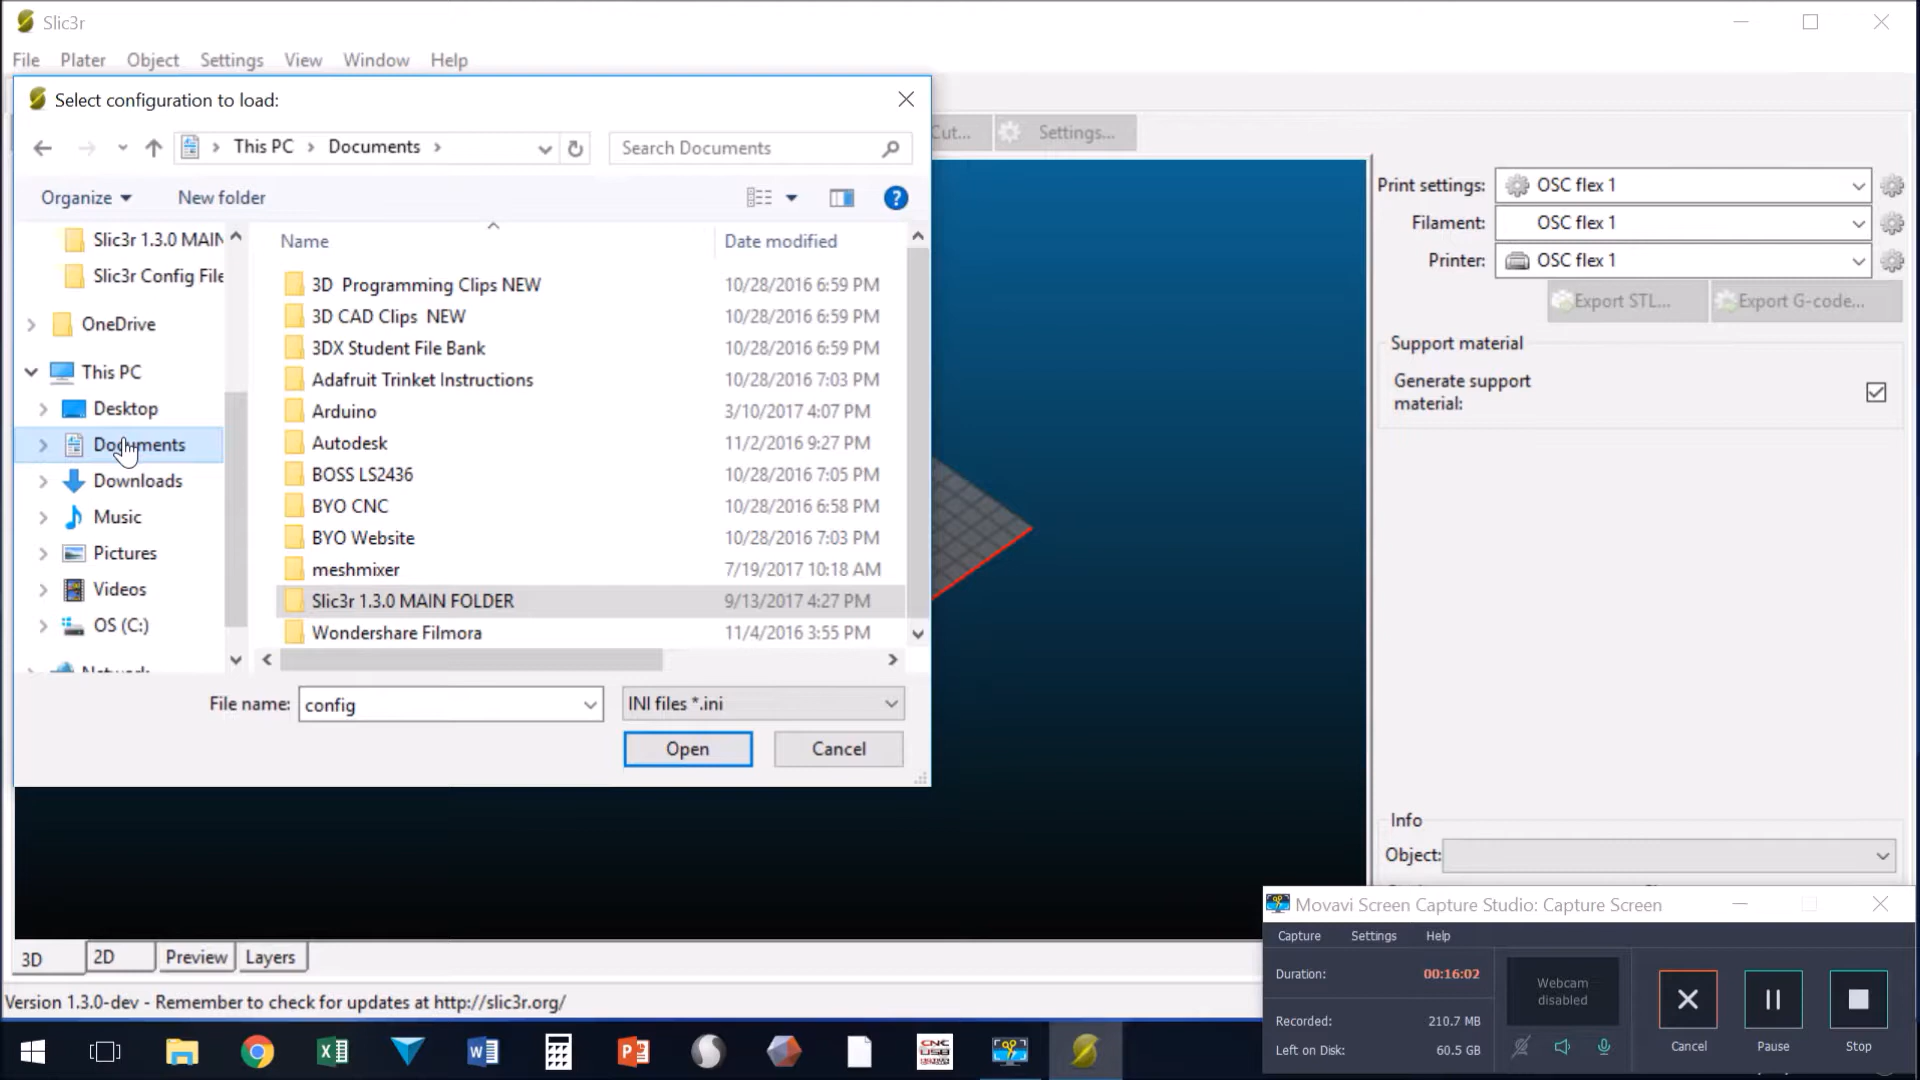 Slic3r
File Plater Object Settings View Window Help
Select configuration to load:
This PC Documents
Search Documents
Cut... Settings...
Organize New folder
Print settings: OSC flex 1
Filament: OSC flex 1
Printer: OSC flex 1
Export STL... Export G-code...
Support material
Generate support
material:
Slic3r 1.3.0 MAIN
Slic3r Config File
OneDrive
This PC
Desktop
Documents
Downloads
Music
Pictures
Videos
OS (C:)
Network
Name Date modified
3D Programming Clips NEW 10/28/2016 6:59 PM
3D CAD Clips NEW 10/28/2016 6:59 PM
3DX Student File Bank 10/28/2016 6:59 PM
Adafruit Trinket Instructions 10/28/2016 7:03 PM
Arduino 3/10/2017 4:07 PM
Autodesk 11/2/2016 9:27 PM
BOSS LS2436 10/28/2016 7:05 PM
BYO CNC 10/28/2016 6:58 PM
BYO Website 10/28/2016 7:03 PM
meshmixer 7/19/2017 10:18 AM
Slic3r 1.3.0 MAIN FOLDER 9/13/2017 4:27 PM
Wondershare Filmora 11/4/2016 3:55 PM
File name: config INI files *.ini
Open Cancel
Info
Object:
3D 2D Preview Layers
Version 1.3.0-dev - Remember to check for updates at http://slic3r.org/
Movavi Screen Capture Studio: Capture Screen
Capture Settings Help
Duration: 00:16:02
Webcam
disabled
Recorded: 210.7 MB
Left on Disk: 60.5 GB
Cancel Pause Stop
CNC
USB